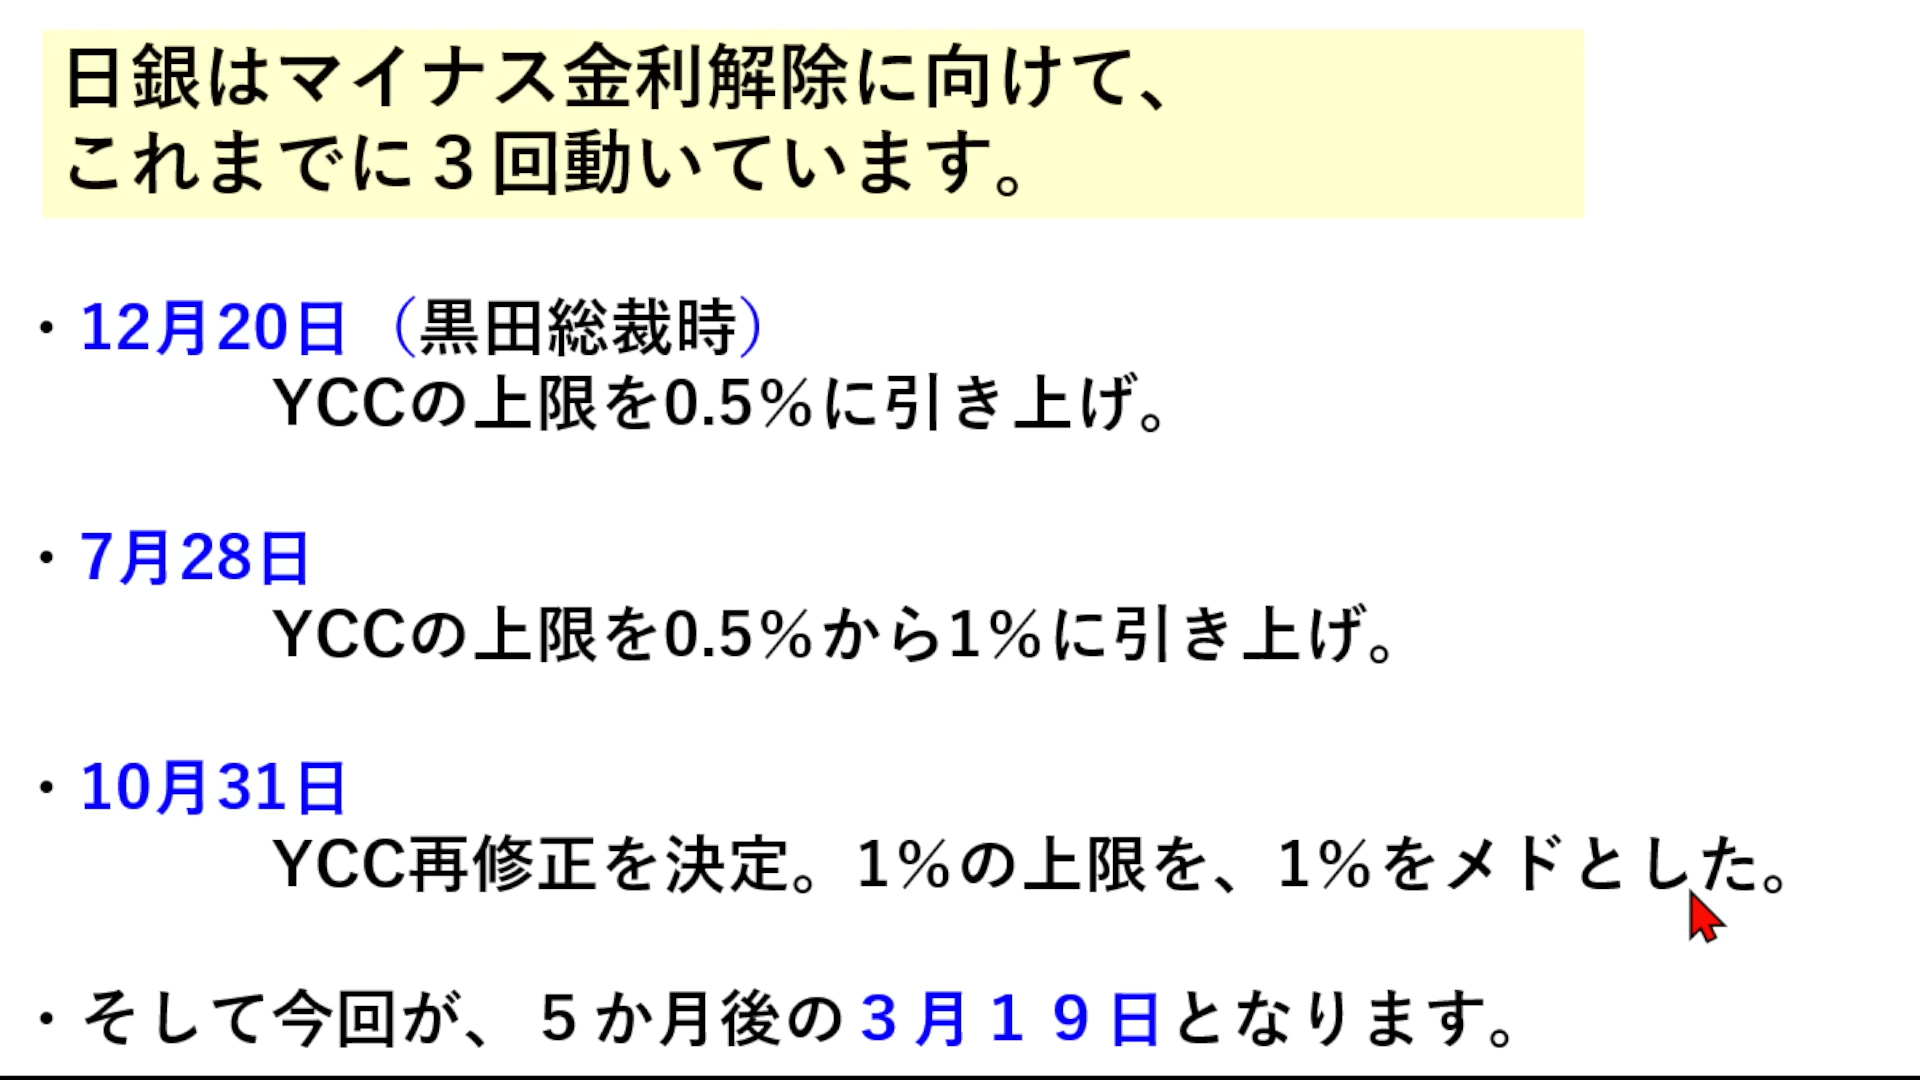 日銀はマイナス金利解除に向けて、
これまでに３回動いています。
・12月20日（黒田総裁時）
YCCの上限を0.5％に引き上げ。
・7月28日
YCCの上限を0.5％から1％に引き上げ。
・10月31日
YCC再修正を決定。1％の上限を、1％をメドとした。
・そして今回が、５か月後の３月１９日となります。